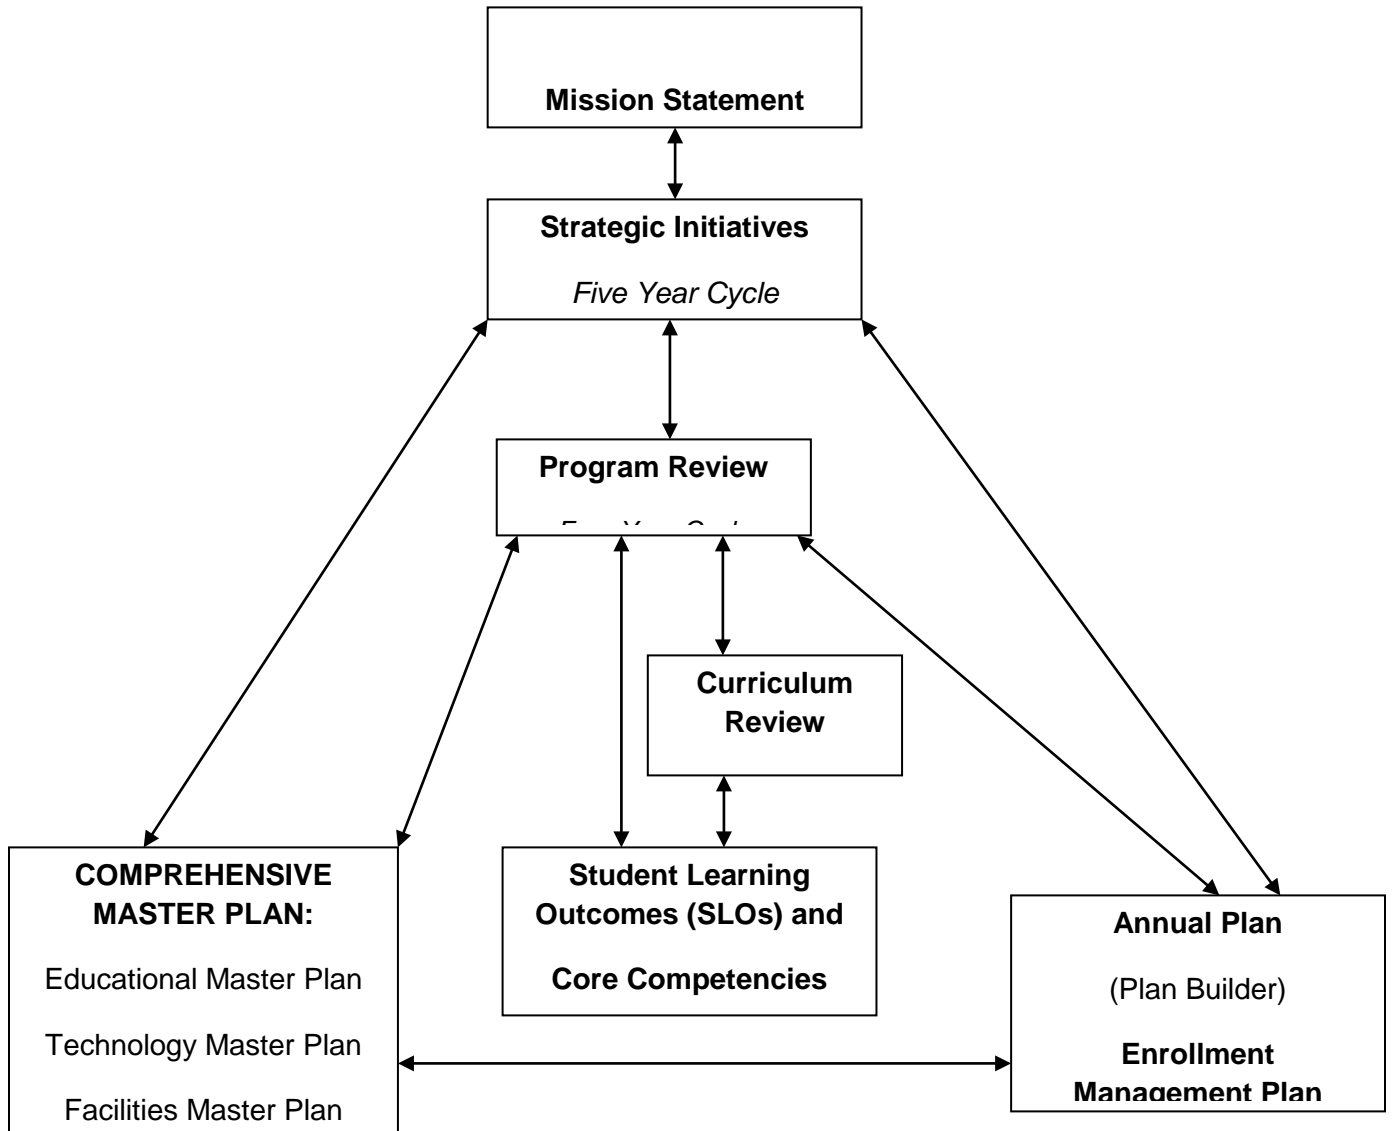 Mission Statement
Strategic Initiatives
Five Year Cycle
Program Review
Curriculum
Review
COMPREHENSIVE
MASTER PLAN:
Educational Master Plan
Technology Master Plan
Facilities Master Plan
Student Learning
Outcomes (SLOs) and
Core Competencies
Annual Plan
(Plan Builder)
Enrollment
Management Plan